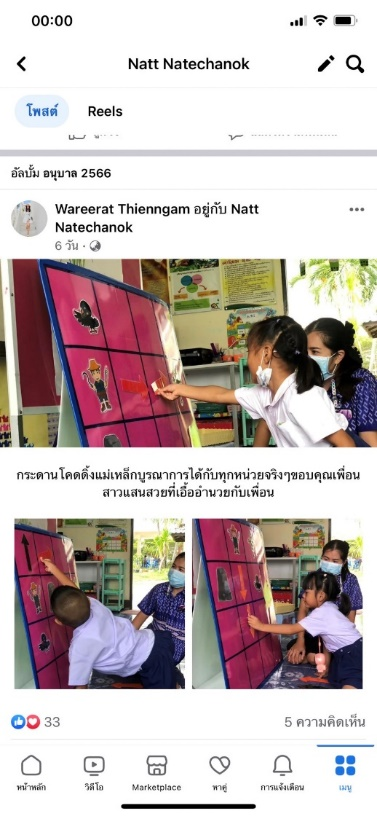 00:00
Natt Natechanok
โพสต์
Reels
อัลบั้ม อนุบาล 2566
Wareerat Thienngam อยู่กับ Natt
Natechanok
6 วัน ·
กระดานโคดดิ้งแม่เหล็กบูรณาการได้กับทุกหน่วยจริงๆขอบคุณเพื่อน
สาวแสนสวยที่เอื้ออำนวยกับเพื่อน
33
5 ความคิดเห็น
หน้าหลัก
วิดีโอ
Marketplace
หาคู่
การแจ้งเตือน
เมนู